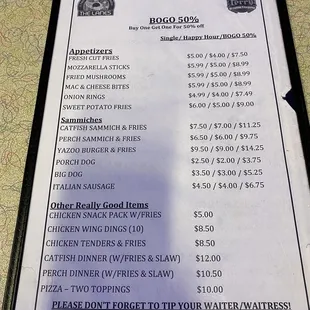 THE LANES
BOGO 50%
Buy One Get One For 50% off
Single/ Happy Hour/BOGO 50%
Appetizers
FRESH CUT FRIES $5.00 / $4.00 / $7.50
MOZZARELLA STICKS $5.99 / $5.00 / $8.99
FRIED MUSHROOMS $5.99 / $5.00 / $8.99
MAC & CHEESE BITES $5.99 / $5.00 / $8.99
ONION RINGS $4.99 / $4.00 / $7.49
SWEET POTATO FRIES $6.00 / $5.00 / $9.00
Sammiches
CATFISH SAMMICH & FRIES $7.50 / $7.00 / $11.25
PERCH SAMMICH & FRIES $6.50 / $6.00 / $9.75
YAZOO BURGER & FRIES $9.50 / $9.00 / $14.25
PORCH DOG $2.50 / $2.00 / $3.75
BIG DOG $3.50 / $3.00 / $5.25
ITALIAN SAUSAGE $4.50 / $4.00 / $6.75
Other Really Good Items
CHICKEN SNACK PACK W/FRIES $5.00
CHICKEN WING DINGS (10) $8.50
CHICKEN TENDERS & FRIES $8.50
CATFISH DINNER (W/FRIES & SLAW) $12.00
PERCH DINNER (W/FRIES & SLAW) $10.50
PIZZA – TWO TOPPINGS $10.00
PLEASE DON'T FORGET TO TIP YOUR WAITER/WAITRESS!